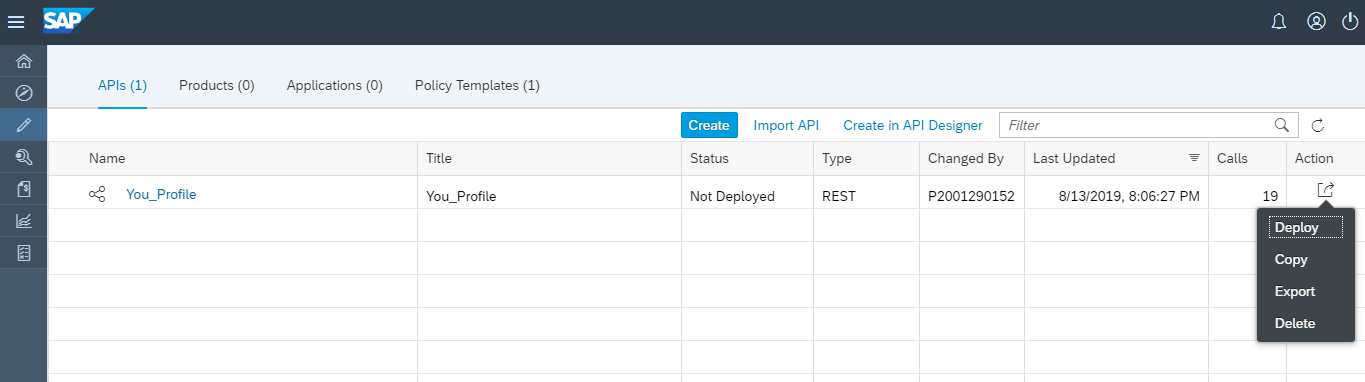 SAP
APIs (1) Products (0) Applications (0) Policy Templates (1)
Create Import API Create in API Designer Filter
Name Title Status Type Changed By Last Updated Calls Action
You_Profile You_Profile Not Deployed REST P2001290152 8/13/2019, 8:06:27 PM 19
Deploy
Copy
Export
Delete